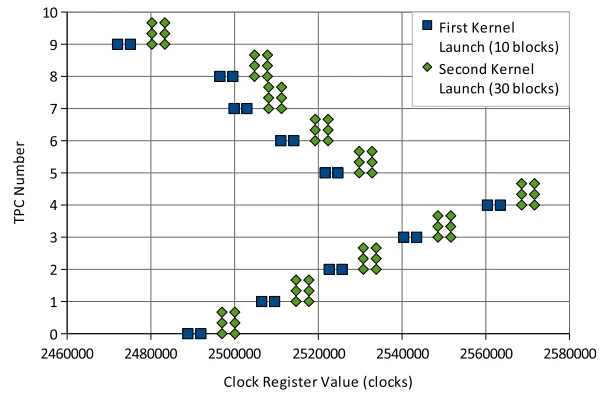 10
9
8
7
6
5
4
3
2
1
0
TPC Number
First Kernel
Launch (10 blocks)
Second Kernel
Launch (30 blocks)
2460000 2480000 2500000 2520000 2540000 2560000 2580000
Clock Register Value (clocks)